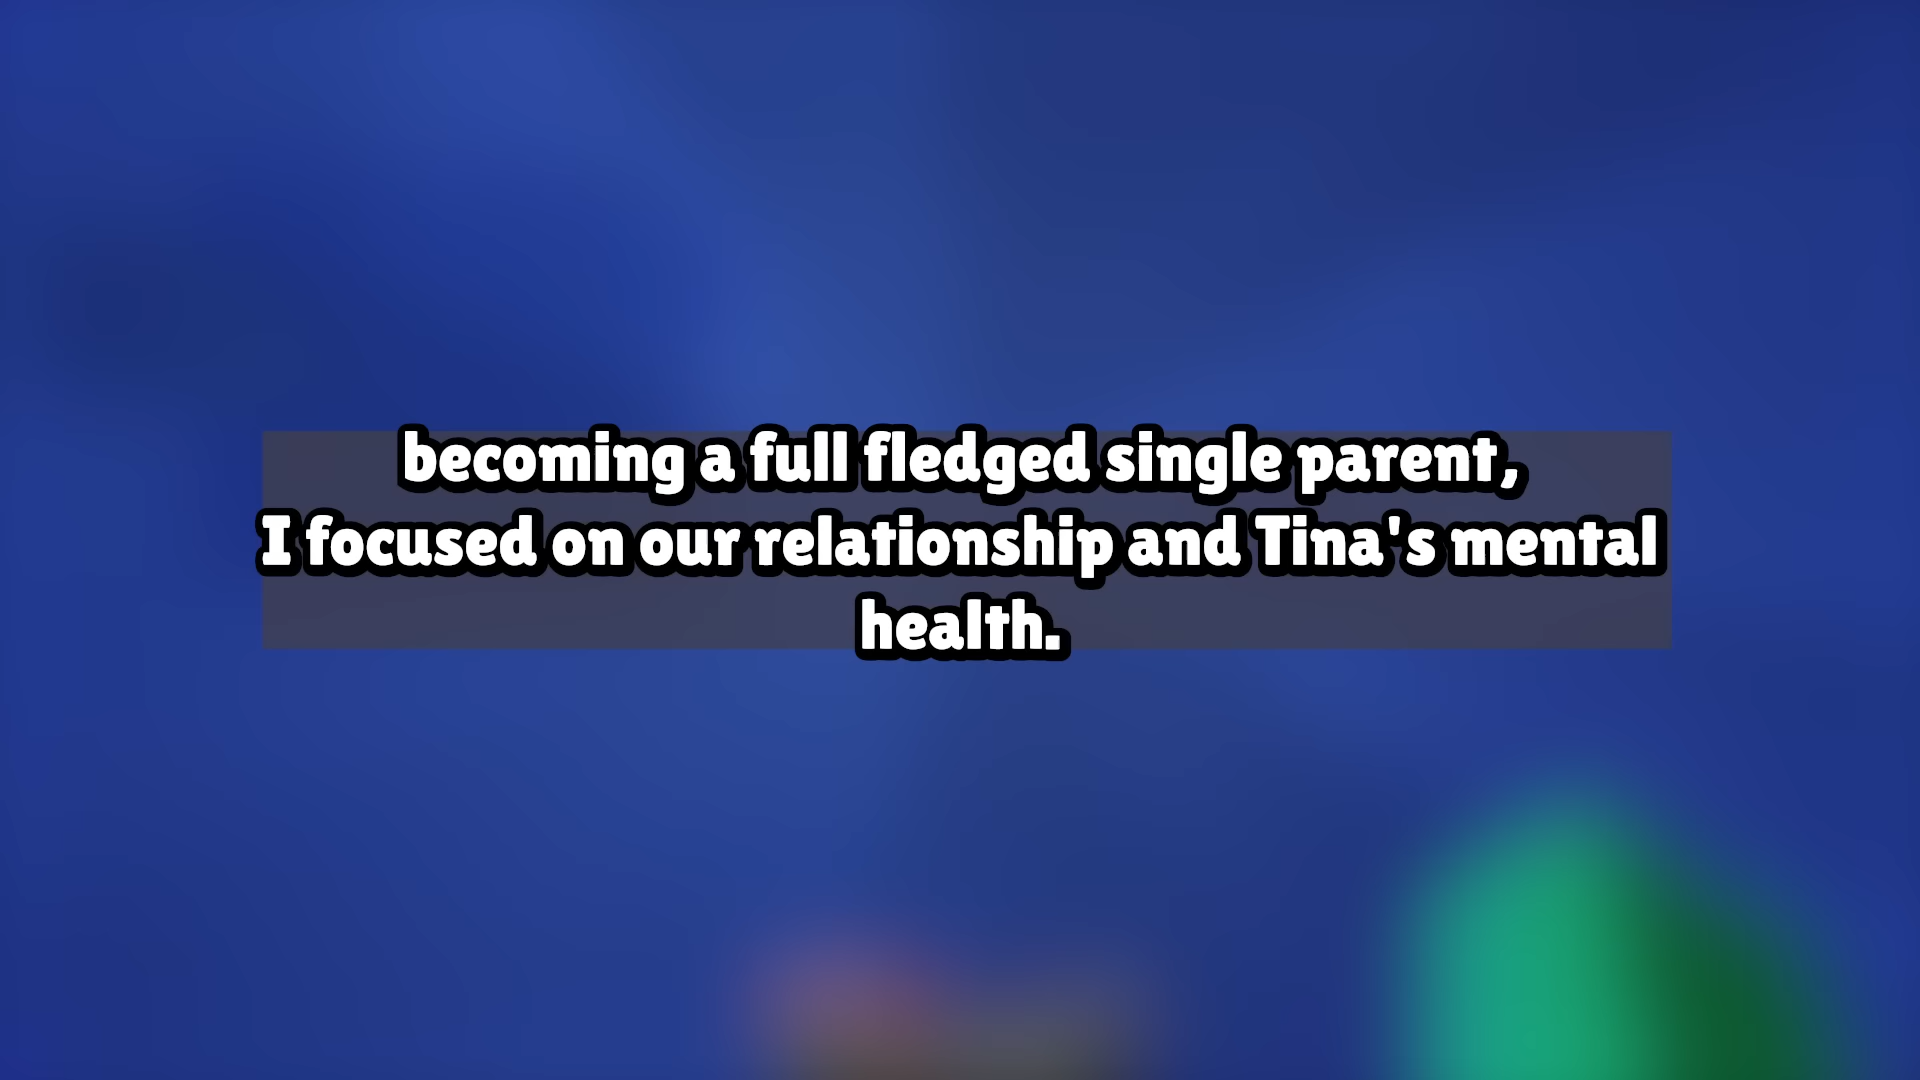 becoming a full fledged single parent,
I focused on our relationship and Tina's mental
health.